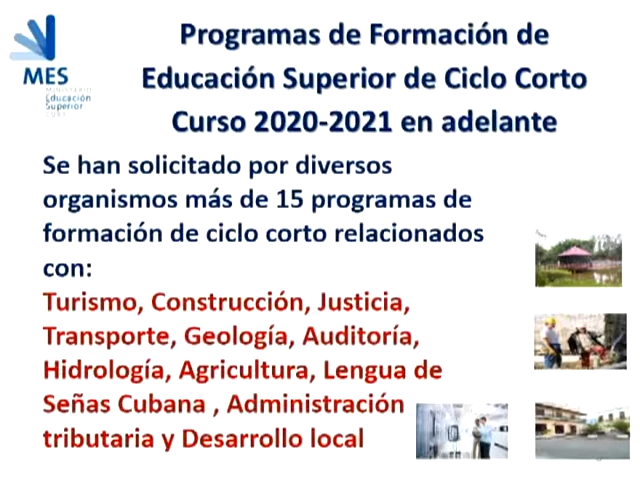 Programas de Formación de
Educación Superior de Ciclo Corto
Curso 2020-2021 en adelante
MES
MINISTERIO
Educación
Superior
CUBA
Se han solicitado por diversos
organismos más de 15 programas de
formación de ciclo corto relacionados
con:
Turismo, Construcción, Justicia,
Transporte, Geología, Auditoría,
Hidrología, Agricultura, Lengua de
Señas Cubana , Administración
tributaria y Desarrollo local